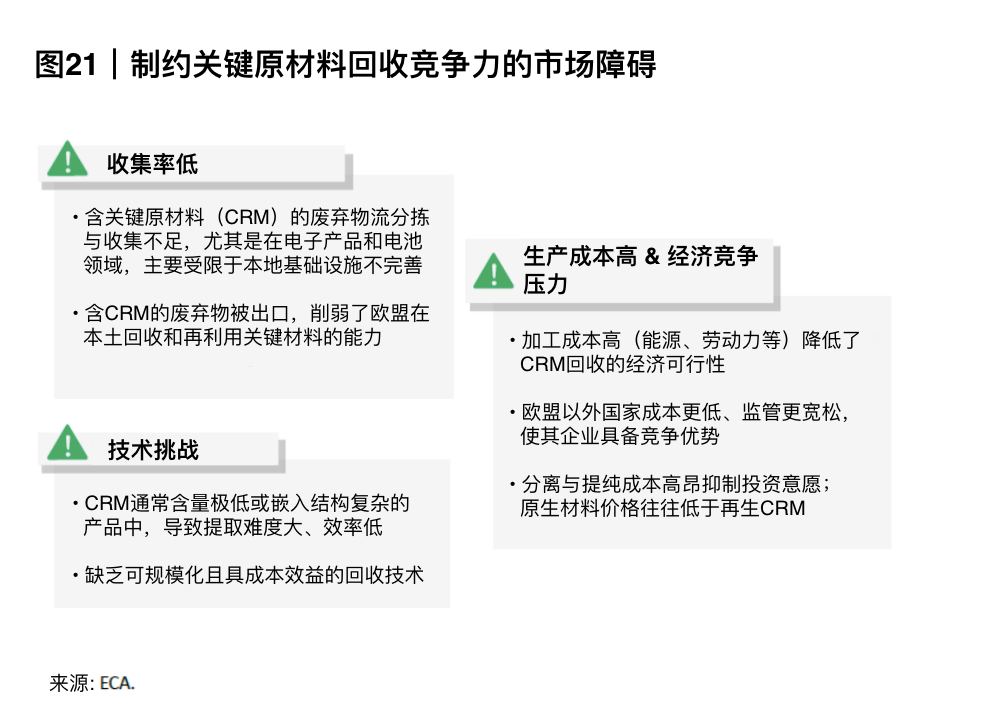 图21｜制约关键原材料回收竞争力的市场障碍
收集率低
• 含关键原材料（CRM）的废弃物流分拣
与收集不足，尤其是在电子产品和电池
领域，主要受限于本地基础设施不完善
• 含CRM的废弃物被出口，削弱了欧盟在
本土回收和再利用关键材料的能力
技术挑战
• CRM通常含量极低或嵌入结构复杂的
产品中，导致提取难度大、效率低
• 缺乏可规模化且具成本效益的回收技术
生产成本高 & 经济竞争
压力
• 加工成本高（能源、劳动力等）降低了
CRM回收的经济可行性
• 欧盟以外国家成本更低、监管更宽松，
使其企业具备竞争优势
• 分离与提纯成本高昂抑制投资意愿；
原生材料价格往往低于再生CRM
来源: ECA.